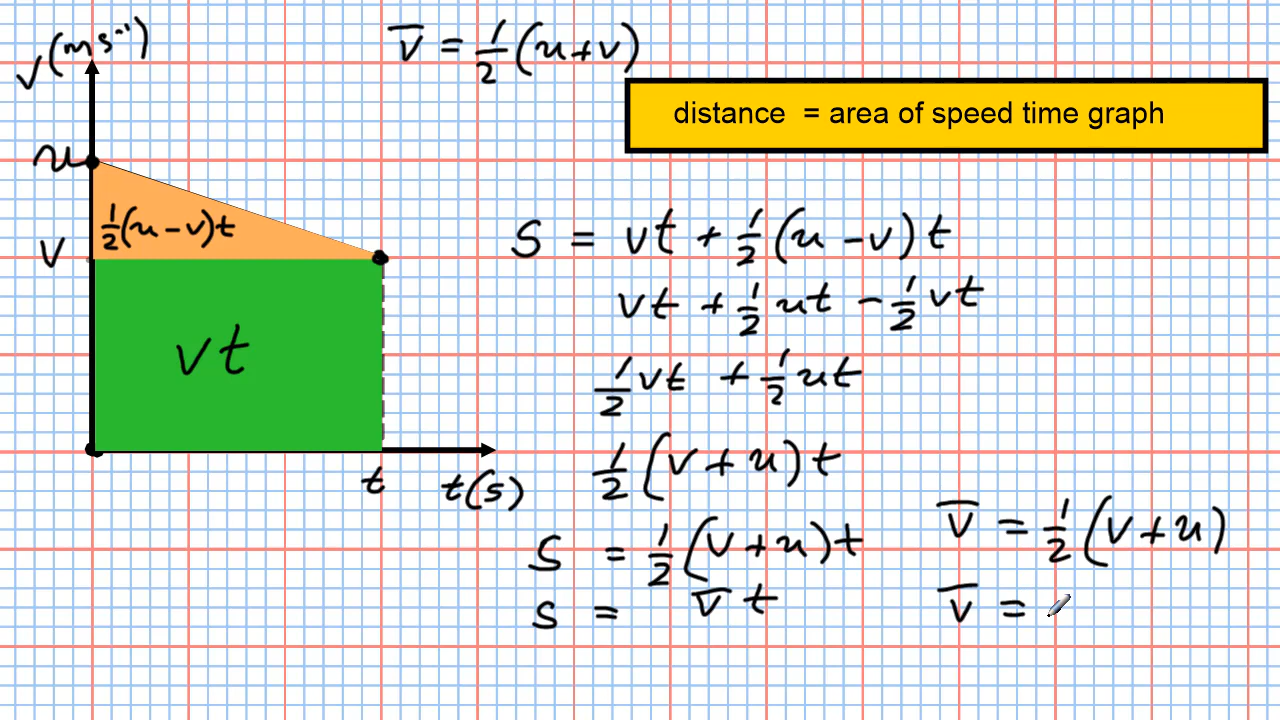 v(ms⁻¹)
v̅ = ½(u+v)
distance = area of speed time graph
u
½(u-v)t
v
vt
t
t(s)
S = vt + ½(u-v)t
vt + ½ut - ½vt
½vt + ½ut
½(v+u)t
S = ½(v+u)t
S = v̅ t
v̅ = ½(v+u)
v̅ =